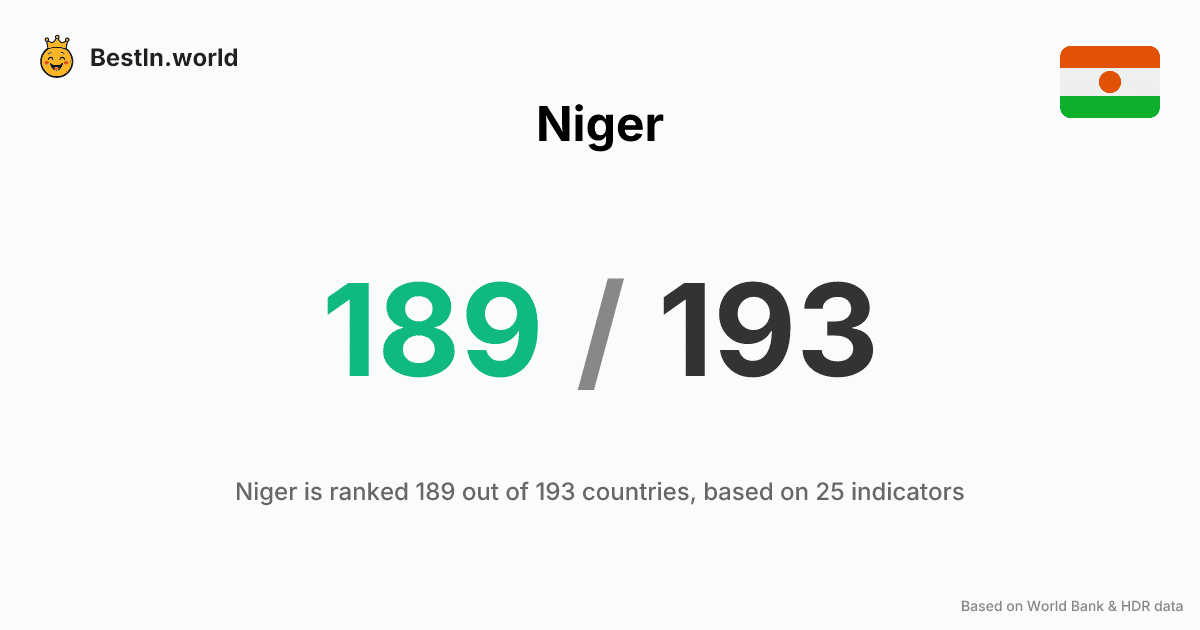 BestIn.world
Niger
189 / 193
Niger is ranked 189 out of 193 countries, based on 25 indicators
Based on World Bank & HDR data